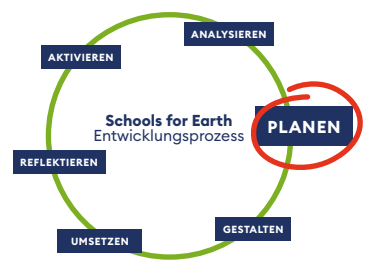 ANALYSIEREN
AKTIVIEREN
Schools for Earth
Entwicklungsprozess
PLANEN
REFLEKTIEREN
GESTALTEN
UMSETZEN